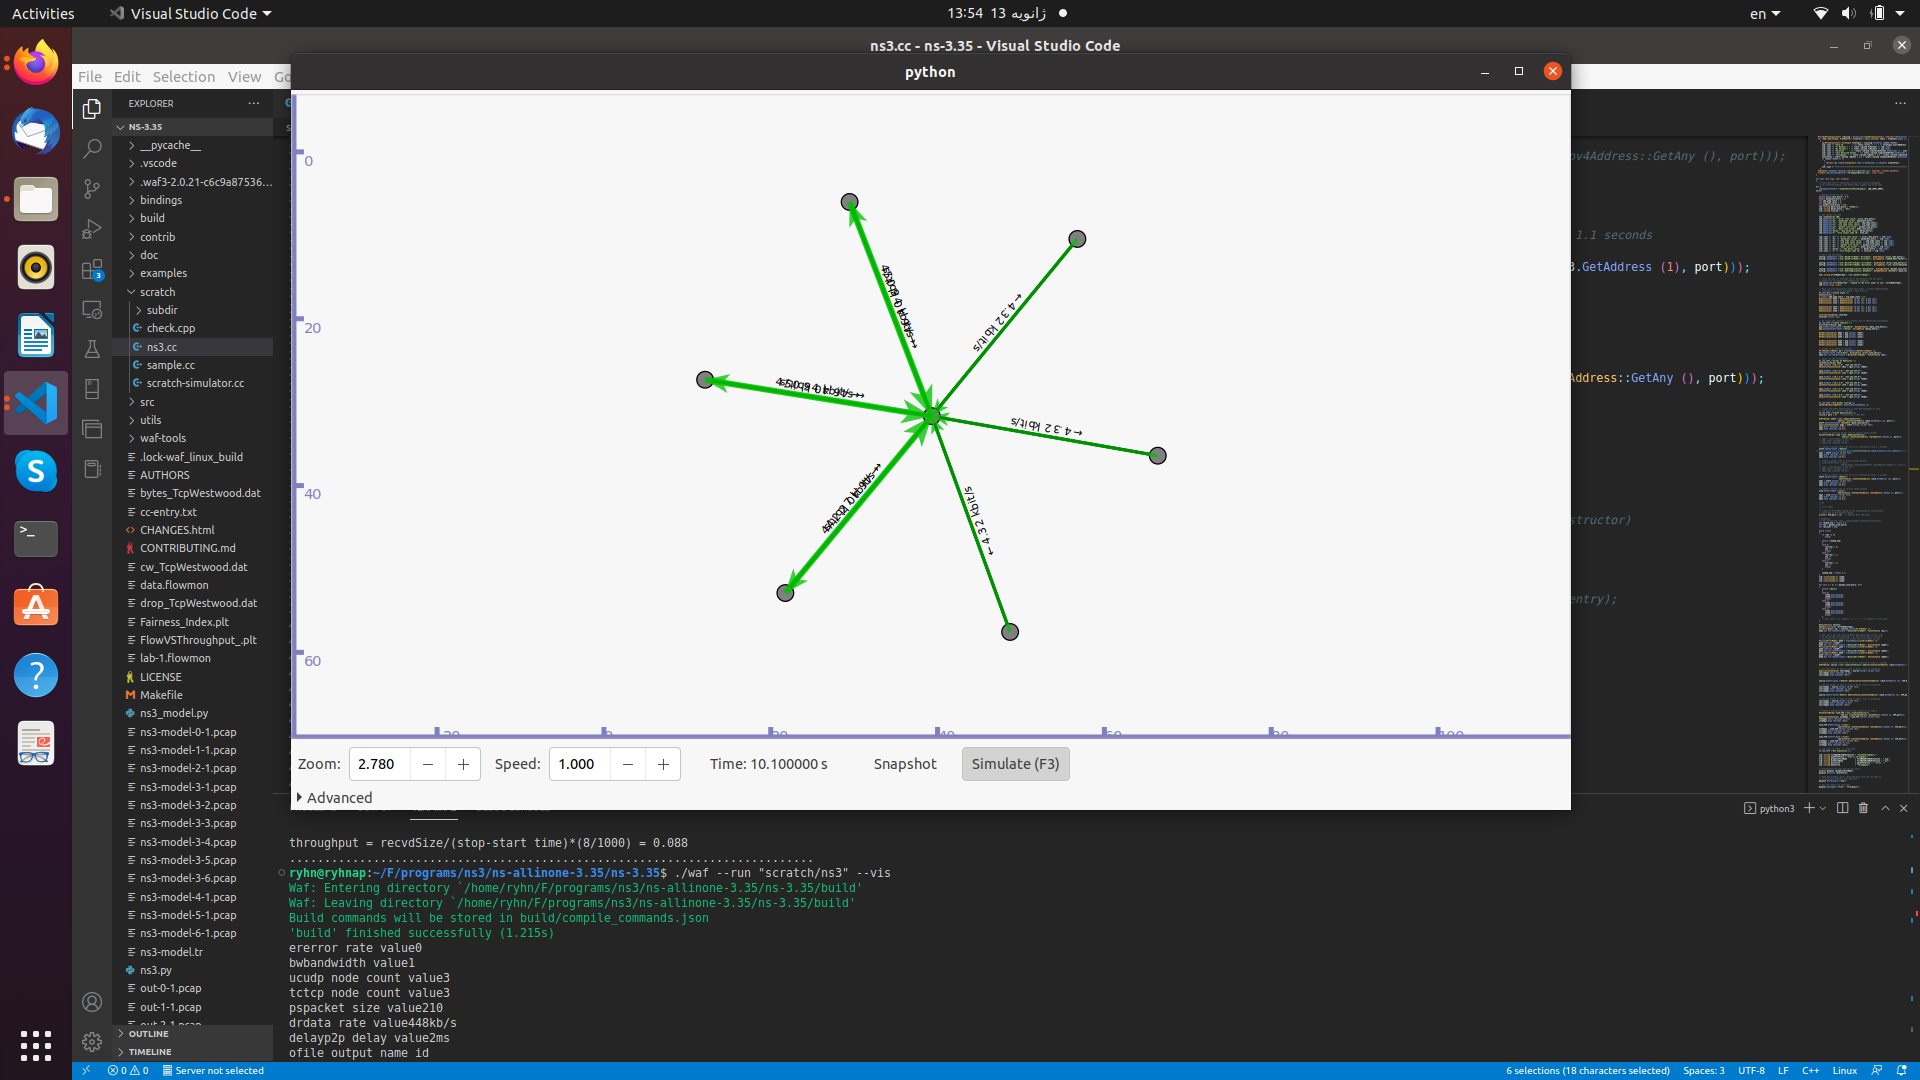 Activities
Visual Studio Code
13:54 13 ژانویه
en
ns3.cc - ns-3.35 - Visual Studio Code
File Edit Selection View Go
python
EXPLORER
NS-3.35
__pycache__
.vscode
.waf3-2.0.21-c6c9a87536...
bindings
build
contrib
doc
examples
scratch
subdir
check.cpp
ns3.cc
sample.cc
scratch-simulator.cc
src
utils
waf-tools
.lock-waf_linux_build
AUTHORS
bytes_TcpWestwood.dat
cc-entry.txt
CHANGES.html
CONTRIBUTING.md
cw_TcpWestwood.dat
data.flowmon
drop_TcpWestwood.dat
Fairness_Index.plt
FlowVSThroughput_.plt
lab-1.flowmon
LICENSE
Makefile
ns3_model.py
ns3-model-0-1.pcap
ns3-model-1-1.pcap
ns3-model-2-1.pcap
ns3-model-3-1.pcap
ns3-model-3-2.pcap
ns3-model-3-3.pcap
ns3-model-3-4.pcap
ns3-model-3-5.pcap
ns3-model-3-6.pcap
ns3-model-4-1.pcap
ns3-model-5-1.pcap
ns3-model-6-1.pcap
ns3-model.tr
ns3.py
out-0-1.pcap
out-1-1.pcap
out-2-1.pcap
OUTLINE
TIMELINE
0
20
40
60
←4.32 kbit/s
←4.32 kbit/s
←4.32 kbit/s
Zoom: 2.780 − + Speed: 1.000 − + Time: 10.100000 s Snapshot Simulate (F3)
Advanced
pv4Address::GetAny (), port)));
1.1 seconds
3.GetAddress (1), port)));
Address::GetAny (), port)));
structor)
entry);
python3
throughput = recvdSize/(stop-start time)*(8/1000) = 0.088
...........................................................................
ryhn@ryhnap:~/F/programs/ns3/ns-allinone-3.35/ns-3.35$ ./waf --run "scratch/ns3" --vis
Waf: Entering directory `/home/ryhn/F/programs/ns3/ns-allinone-3.35/ns-3.35/build'
Waf: Leaving directory `/home/ryhn/F/programs/ns3/ns-allinone-3.35/ns-3.35/build'
Build commands will be stored in build/compile_commands.json
'build' finished successfully (1.215s)
ererror rate value0
bwbandwidth value1
ucudp node count value3
tctcp node count value3
pspacket size value210
drdata rate value448kb/s
delayp2p delay value2ms
ofile output name id
0 0 Server not selected
6 selections (18 characters selected) Spaces: 3 UTF-8 LF C++ Linux